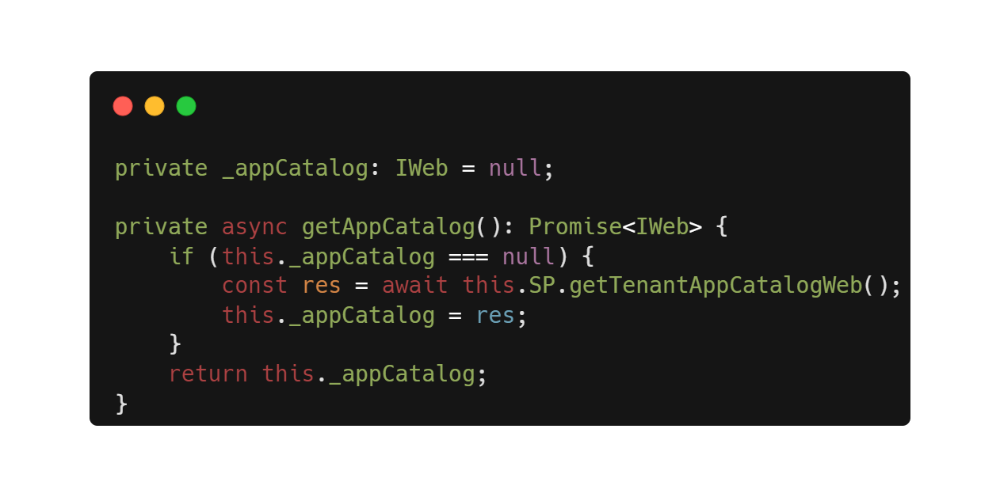 private _appCatalog: IWeb = null;

private async getAppCatalog(): Promise<IWeb> {
    if (this._appCatalog === null) {
        const res = await this.SP.getTenantAppCatalogWeb();
        this._appCatalog = res;
    }
    return this._appCatalog;
}